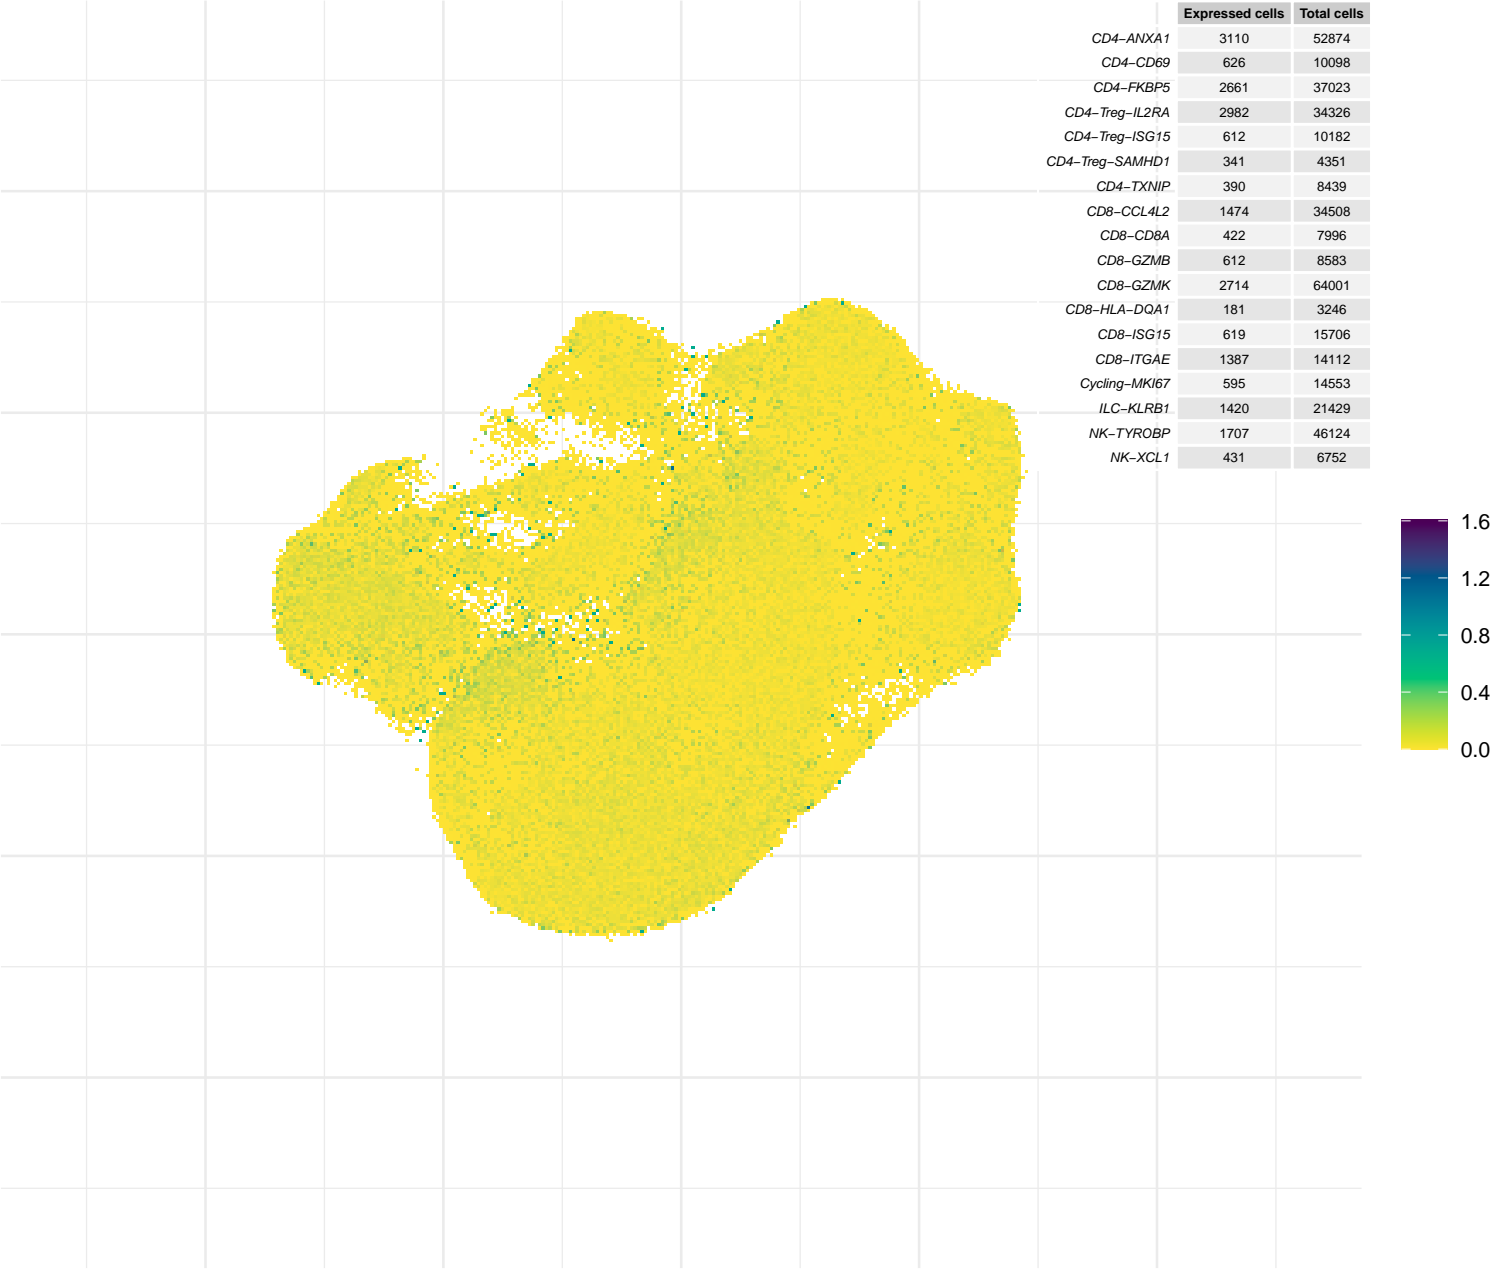 Expressed cells Total cells
CD4−ANXA1 3110 52874
CD4−CD69 626 10098
CD4−FKBP5 2661 37023
CD4−Treg−IL2RA 2982 34326
CD4−Treg−ISG15 612 10182
CD4−Treg−SAMHD1 341 4351
CD4−TXNIP 390 8439
CD8−CCL4L2 1474 34508
CD8−CD8A 422 7996
CD8−GZMB 612 8583
CD8−GZMK 2714 64001
CD8−HLA−DQA1 181 3246
CD8−ISG15 619 15706
CD8−ITGAE 1387 14112
Cycling−MKI67 595 14553
ILC−KLRB1 1420 21429
NK−TYROBP 1707 46124
NK−XCL1 431 6752
1.6
1.2
0.8
0.4
0.0